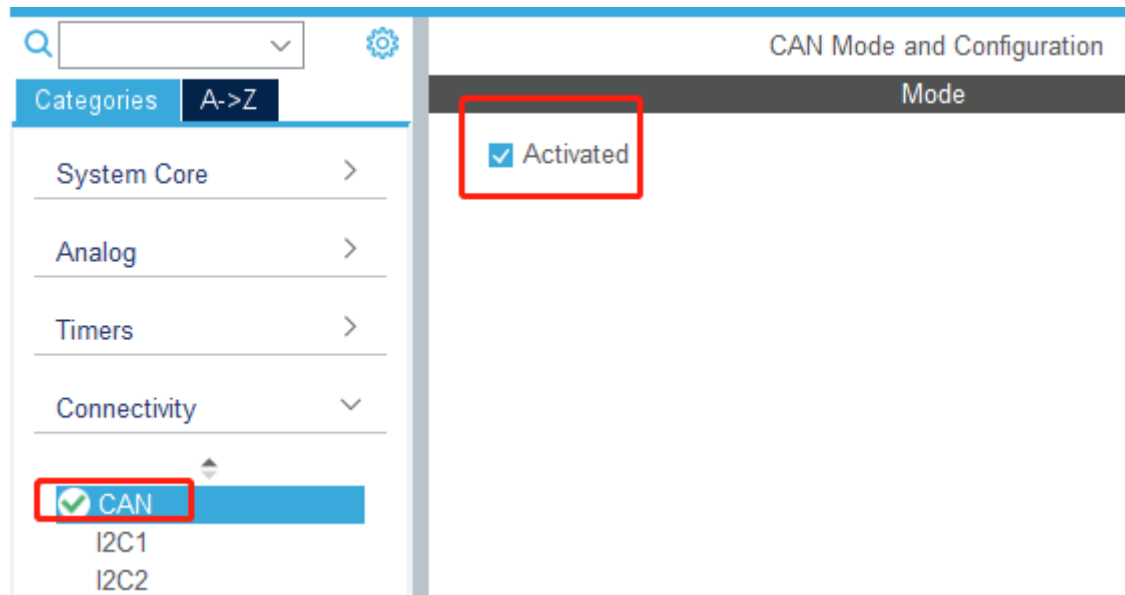 CAN Mode and Configuration
Categories A->Z
Mode
Activated
System Core
Analog
Timers
Connectivity
CAN
I2C1
I2C2